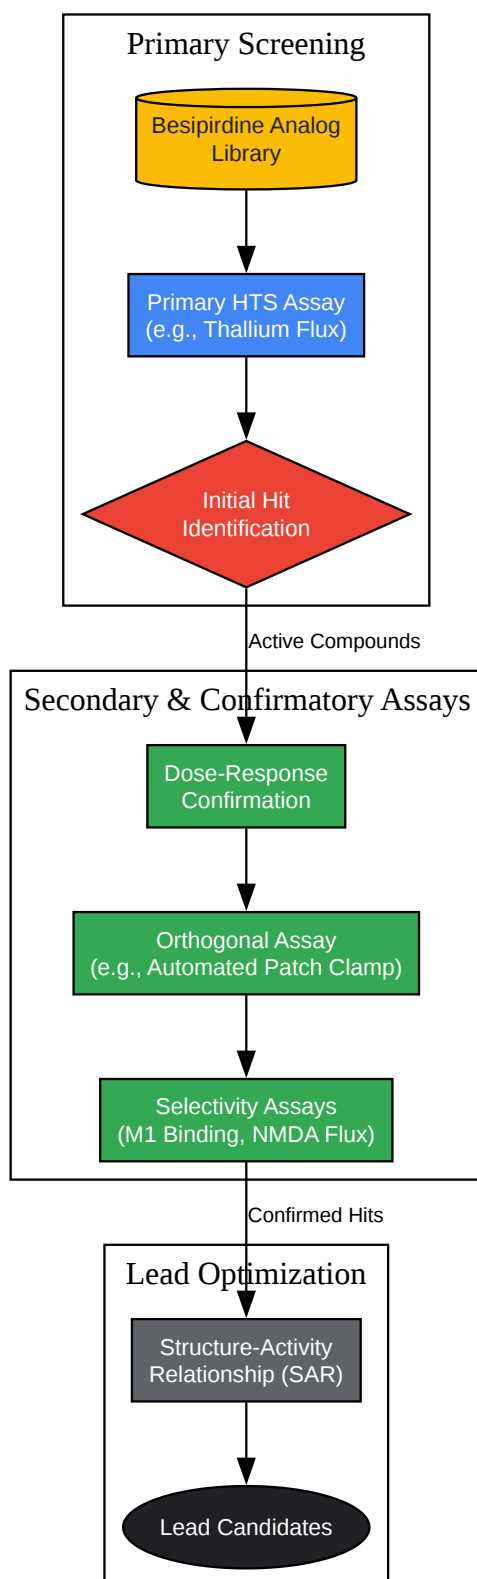 Primary Screening
Besipirdine Analog
Library
Primary HTS Assay
(e.g., Thallium Flux)
Initial Hit
Identification
Active Compounds
Secondary & Confirmatory Assays
Dose-Response
Confirmation
Orthogonal Assay
(e.g., Automated Patch Clamp)
Selectivity Assays
(M1 Binding, NMDA Flux)
Confirmed Hits
Lead Optimization
Structure-Activity
Relationship (SAR)
Lead Candidates